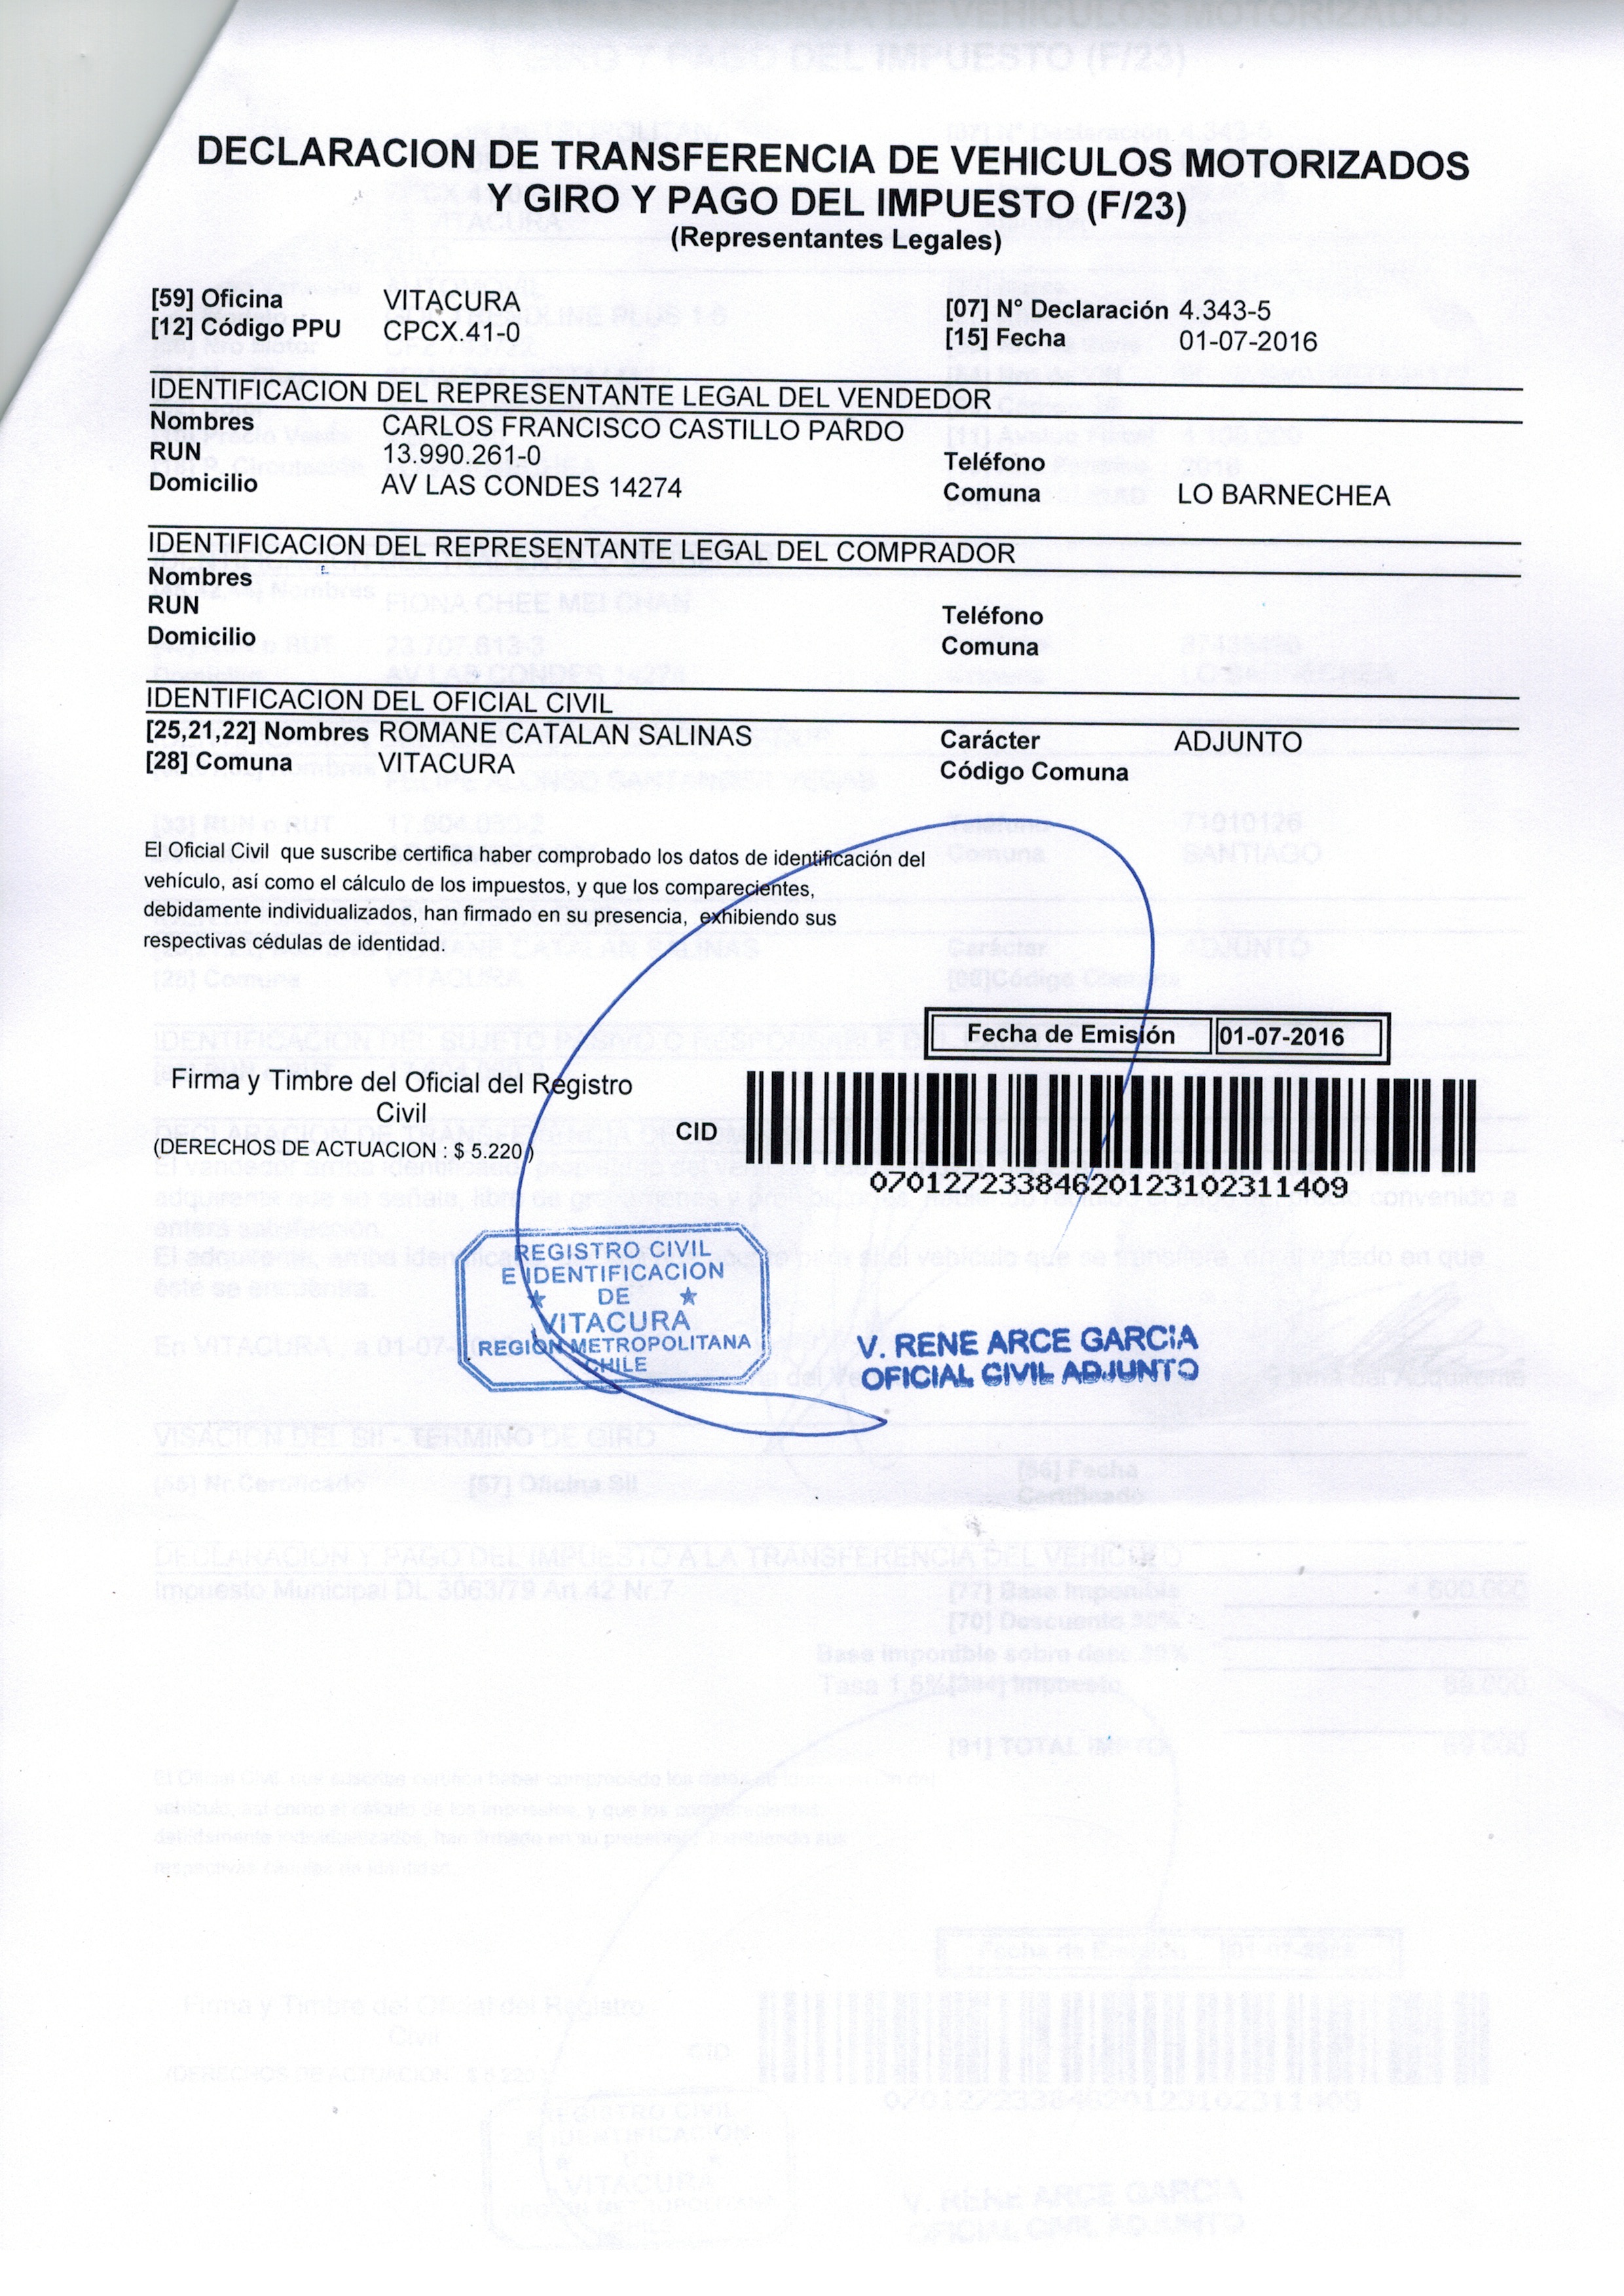 DECLARACION DE TRANSFERENCIA DE VEHICULOS MOTORIZADOS
Y GIRO Y PAGO DEL IMPUESTO (F/23)
(Representantes Legales)
[59] Oficina VITACURA [07] N° Declaración 4.343-5
[12] Código PPU CPCX.41-0 [15] Fecha 01-07-2016
IDENTIFICACION DEL REPRESENTANTE LEGAL DEL VENDEDOR
Nombres CARLOS FRANCISCO CASTILLO PARDO
RUN 13.990.261-0 Teléfono
Domicilio AV LAS CONDES 14274 Comuna LO BARNECHEA
IDENTIFICACION DEL REPRESENTANTE LEGAL DEL COMPRADOR
Nombres
RUN Teléfono
Domicilio Comuna
IDENTIFICACION DEL OFICIAL CIVIL
[25,21,22] Nombres ROMANE CATALAN SALINAS Carácter ADJUNTO
[28] Comuna VITACURA Código Comuna
El Oficial Civil que suscribe certifica haber comprobado los datos de identificación del
vehículo, así como el cálculo de los impuestos, y que los comparecientes,
debidamente individualizados, han firmado en su presencia, exhibiendo sus
respectivas cédulas de identidad.
Fecha de Emisión 01-07-2016
Firma y Timbre del Oficial del Registro
Civil
(DERECHOS DE ACTUACION : $ 5.220 )
CID
07012723384620123102311409
REGISTRO CIVIL
E IDENTIFICACION
DE
VITACURA
REGION METROPOLITANA
CHILE
V. RENE ARCE GARCIA
OFICIAL CIVIL ADJUNTO